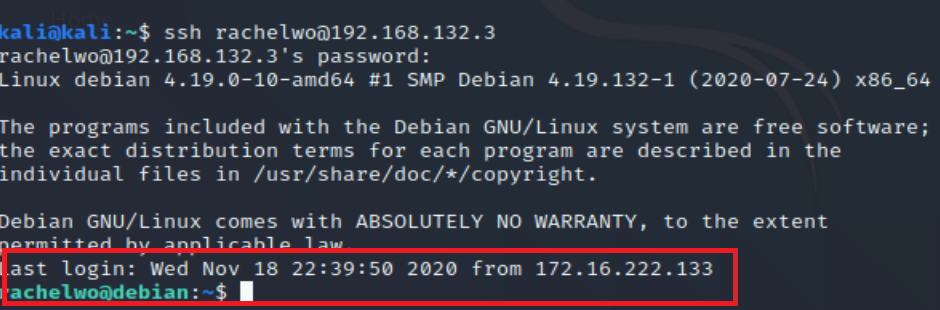 kali@kali:~$ ssh rachelwo@192.168.132.3
rachelwo@192.168.132.3's password:
Linux debian 4.19.0-10-amd64 #1 SMP Debian 4.19.132-1 (2020-07-24) x86_64
The programs included with the Debian GNU/Linux system are free software;
the exact distribution terms for each program are described in the
individual files in /usr/share/doc/*/copyright.
Debian GNU/Linux comes with ABSOLUTELY NO WARRANTY, to the extent
permitted by applicable law.
Last login: Wed Nov 18 22:39:50 2020 from 172.16.222.133
rachelwo@debian:~$